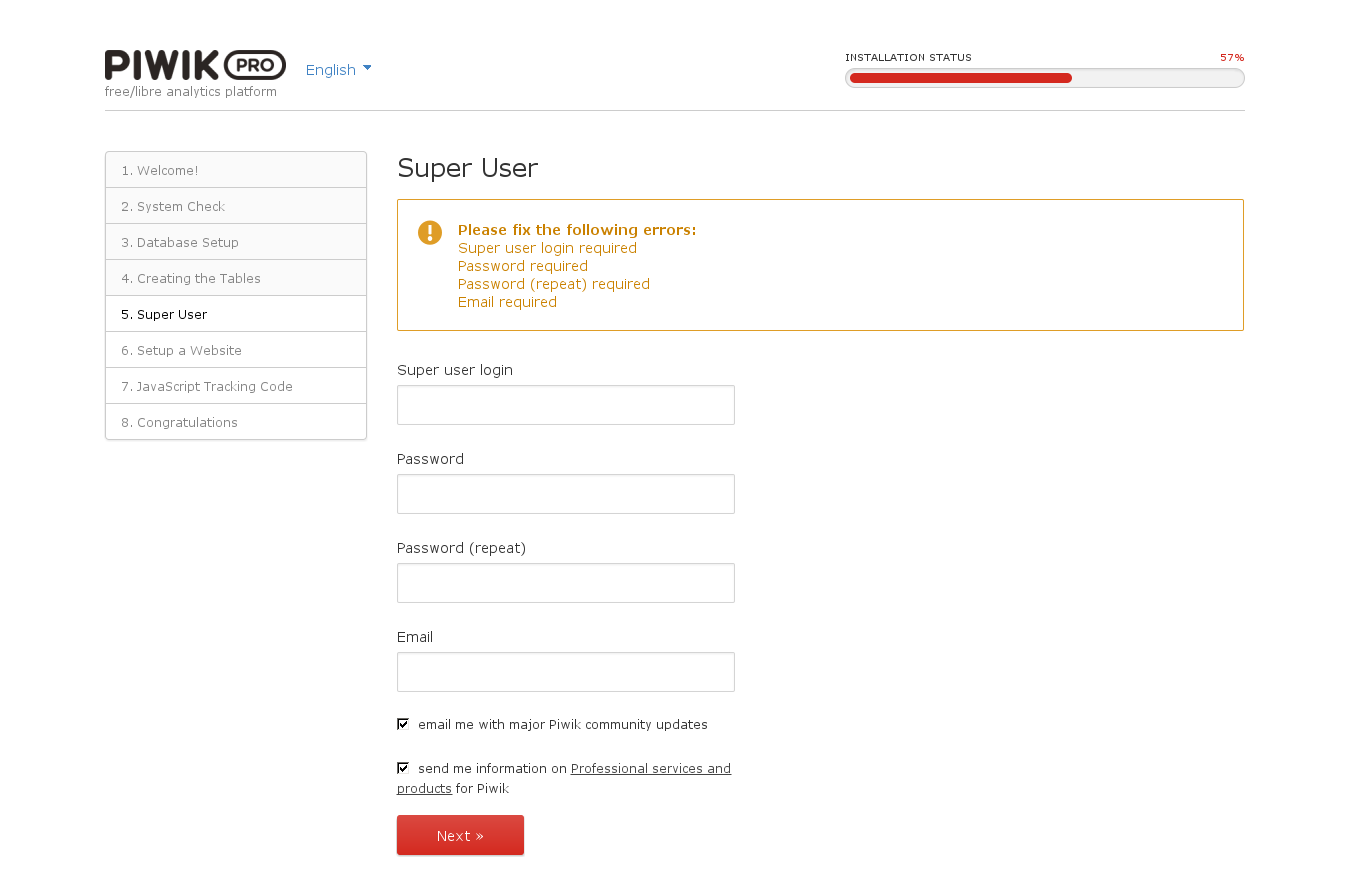 PIWIK PRO
English
free/libre analytics platform
INSTALLATION STATUS 57%
1. Welcome!
2. System Check
3. Database Setup
4. Creating the Tables
5. Super User
6. Setup a Website
7. JavaScript Tracking Code
8. Congratulations
Super User
Please fix the following errors:
Super user login required
Password required
Password (repeat) required
Email required
Super user login
Password
Password (repeat)
Email
email me with major Piwik community updates
send me information on Professional services and
products for Piwik
Next »